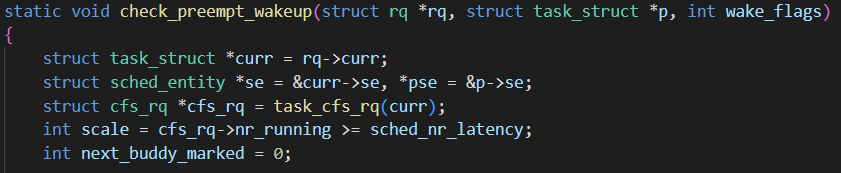 static void check_preempt_wakeup(struct rq *rq, struct task_struct *p, int wake_flags)
{
    struct task_struct *curr = rq->curr;
    struct sched_entity *se = &curr->se, *pse = &p->se;
    struct cfs_rq *cfs_rq = task_cfs_rq(curr);
    int scale = cfs_rq->nr_running >= sched_nr_latency;
    int next_buddy_marked = 0;